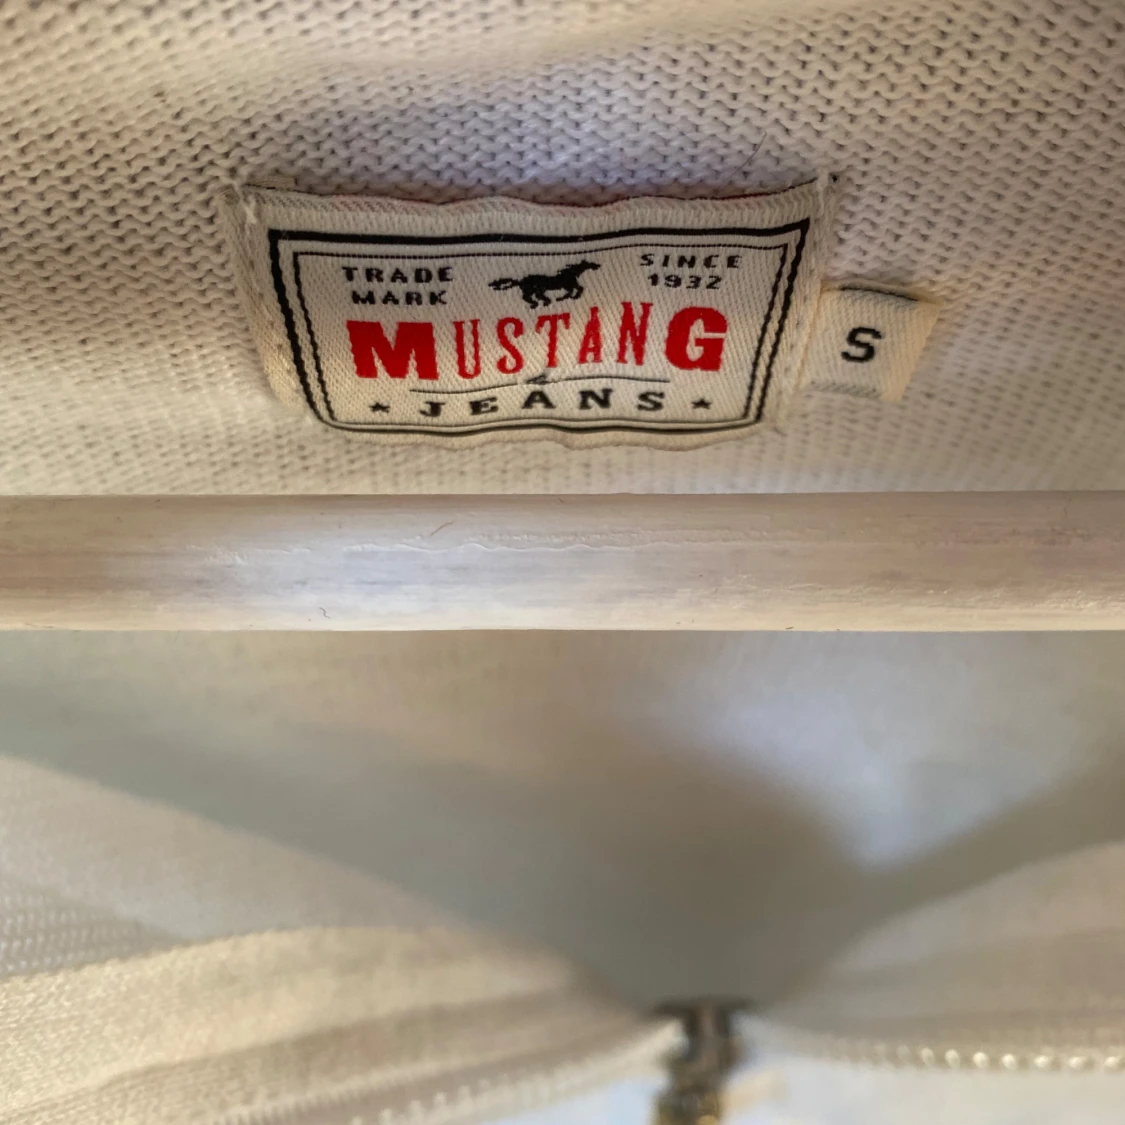 TRADE MARK
SINCE 1932
MUSTANG
JEANS
S